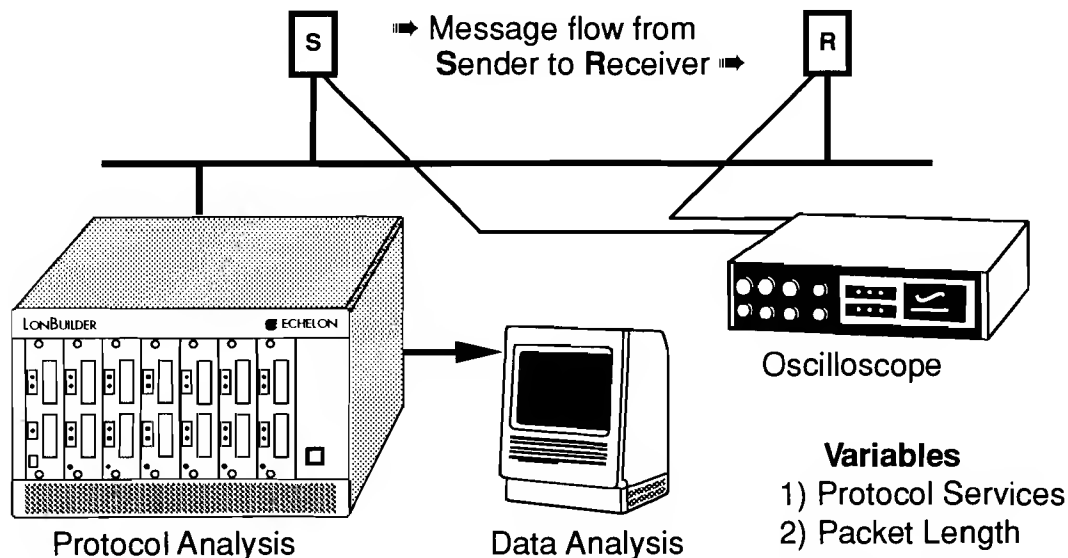 S
➠ Message flow from
Sender to Receiver ➠
R
LONBUILDER
ECHELON
Oscilloscope
Variables
1) Protocol Services
2) Packet Length
Protocol Analysis
Data Analysis